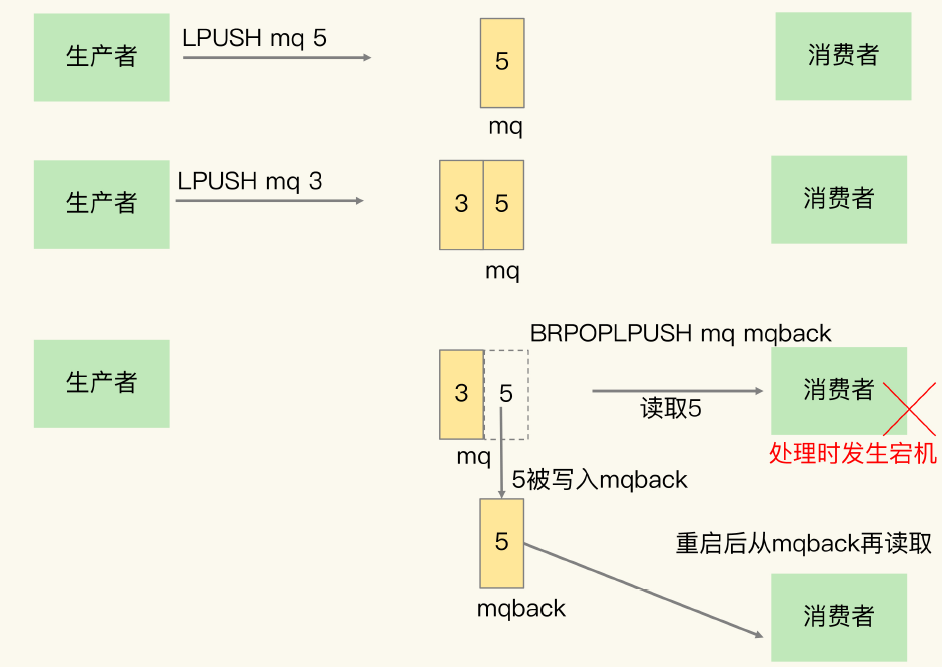 生产者
LPUSH mq 5
5
mq
消费者
生产者
LPUSH mq 3
3
5
mq
消费者
生产者
3
5
mq
BRPOPLPUSH mq mqback
读取5
消费者
处理时发生宕机
5被写入mqback
5
mqback
重启后从mqback再读取
消费者